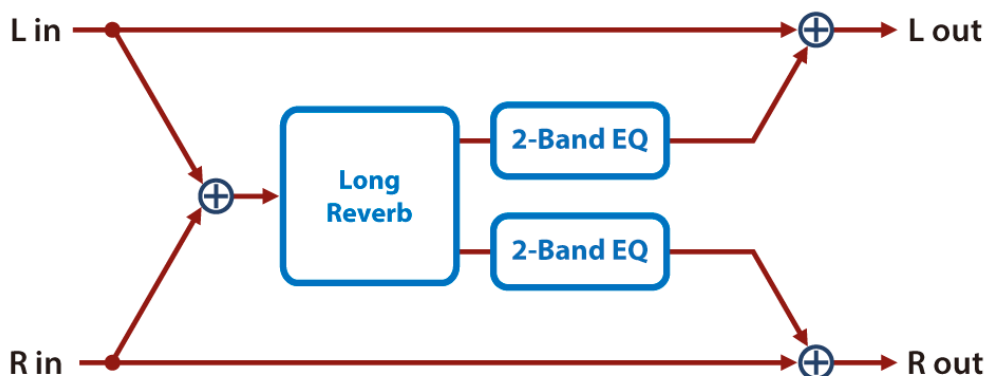 L in
L out
2-Band EQ
Long
Reverb
2-Band EQ
R in
R out